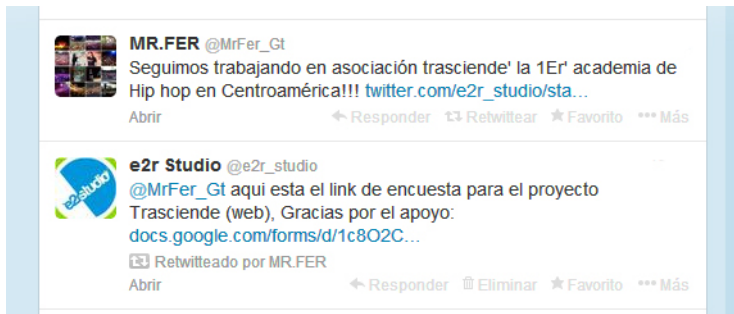 MR.FER @MrFer_Gt
Seguimos trabajando en asociación trasciende' la 1Er' academia de
Hip hop en Centroamérica!!! twitter.com/e2r_studio/sta...
Abrir Responder Retwittear Favorito Más
e2studio
e2r Studio @e2r_studio
@MrFer_Gt aqui esta el link de encuesta para el proyecto
Trasciende (web), Gracias por el apoyo:
docs.google.com/forms/d/1c8O2C...
Retwitteado por MR.FER
Abrir Responder Eliminar Favorito Más